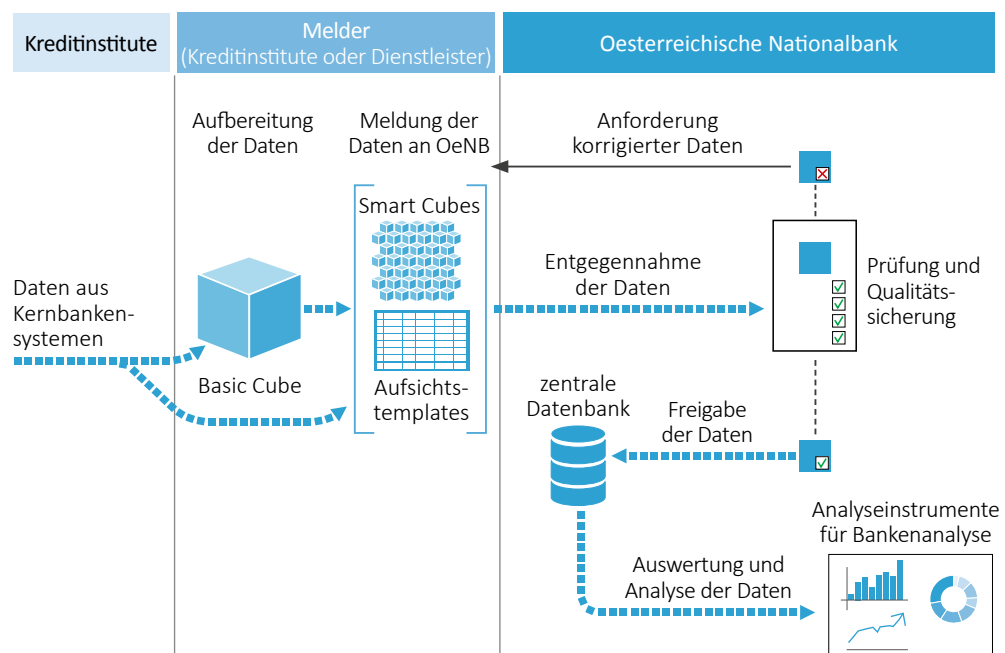 Kreditinstitute
Melder
(Kreditinstitute oder Dienstleister)
Oesterreichische Nationalbank
Aufbereitung
der Daten
Meldung der
Daten an OeNB
Anforderung
korrigierter Daten
Smart Cubes
Daten aus
Kernbanken-
systemen
Basic Cube
Aufsichts-
templates
Entgegennahme
der Daten
Prüfung und
Qualitäts-
sicherung
zentrale
Datenbank
Freigabe
der Daten
Auswertung und
Analyse der Daten
Analyseinstrumente
für Bankenanalyse